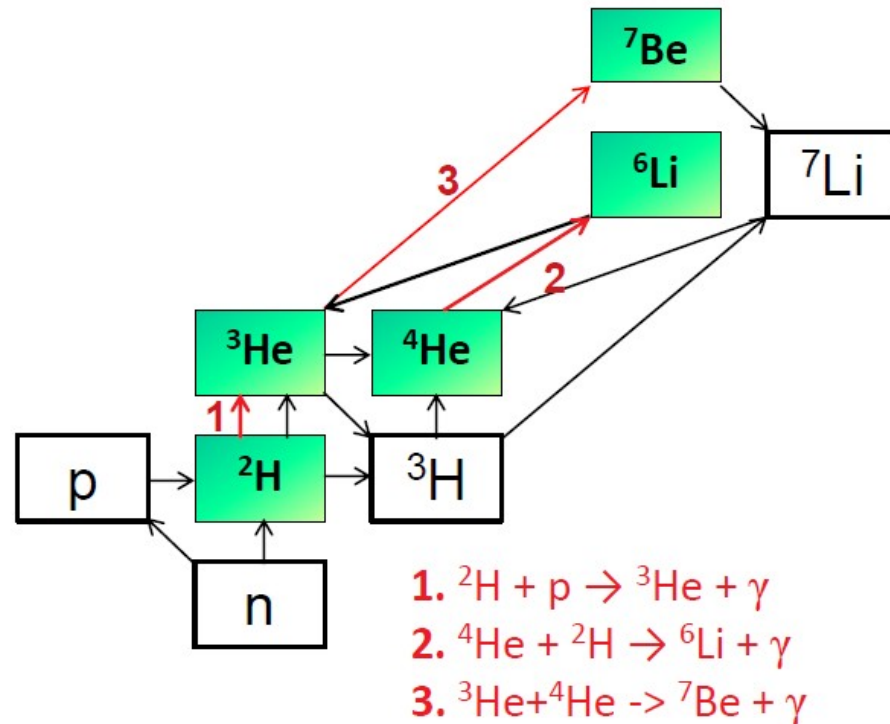 ⁷Be
⁶Li
⁷Li
3
2
³He
⁴He
1
p
²H
³H
n
1. ²H + p → ³He + γ
2. ⁴He + ²H → ⁶Li + γ
3. ³He+⁴He -> ⁷Be + γ